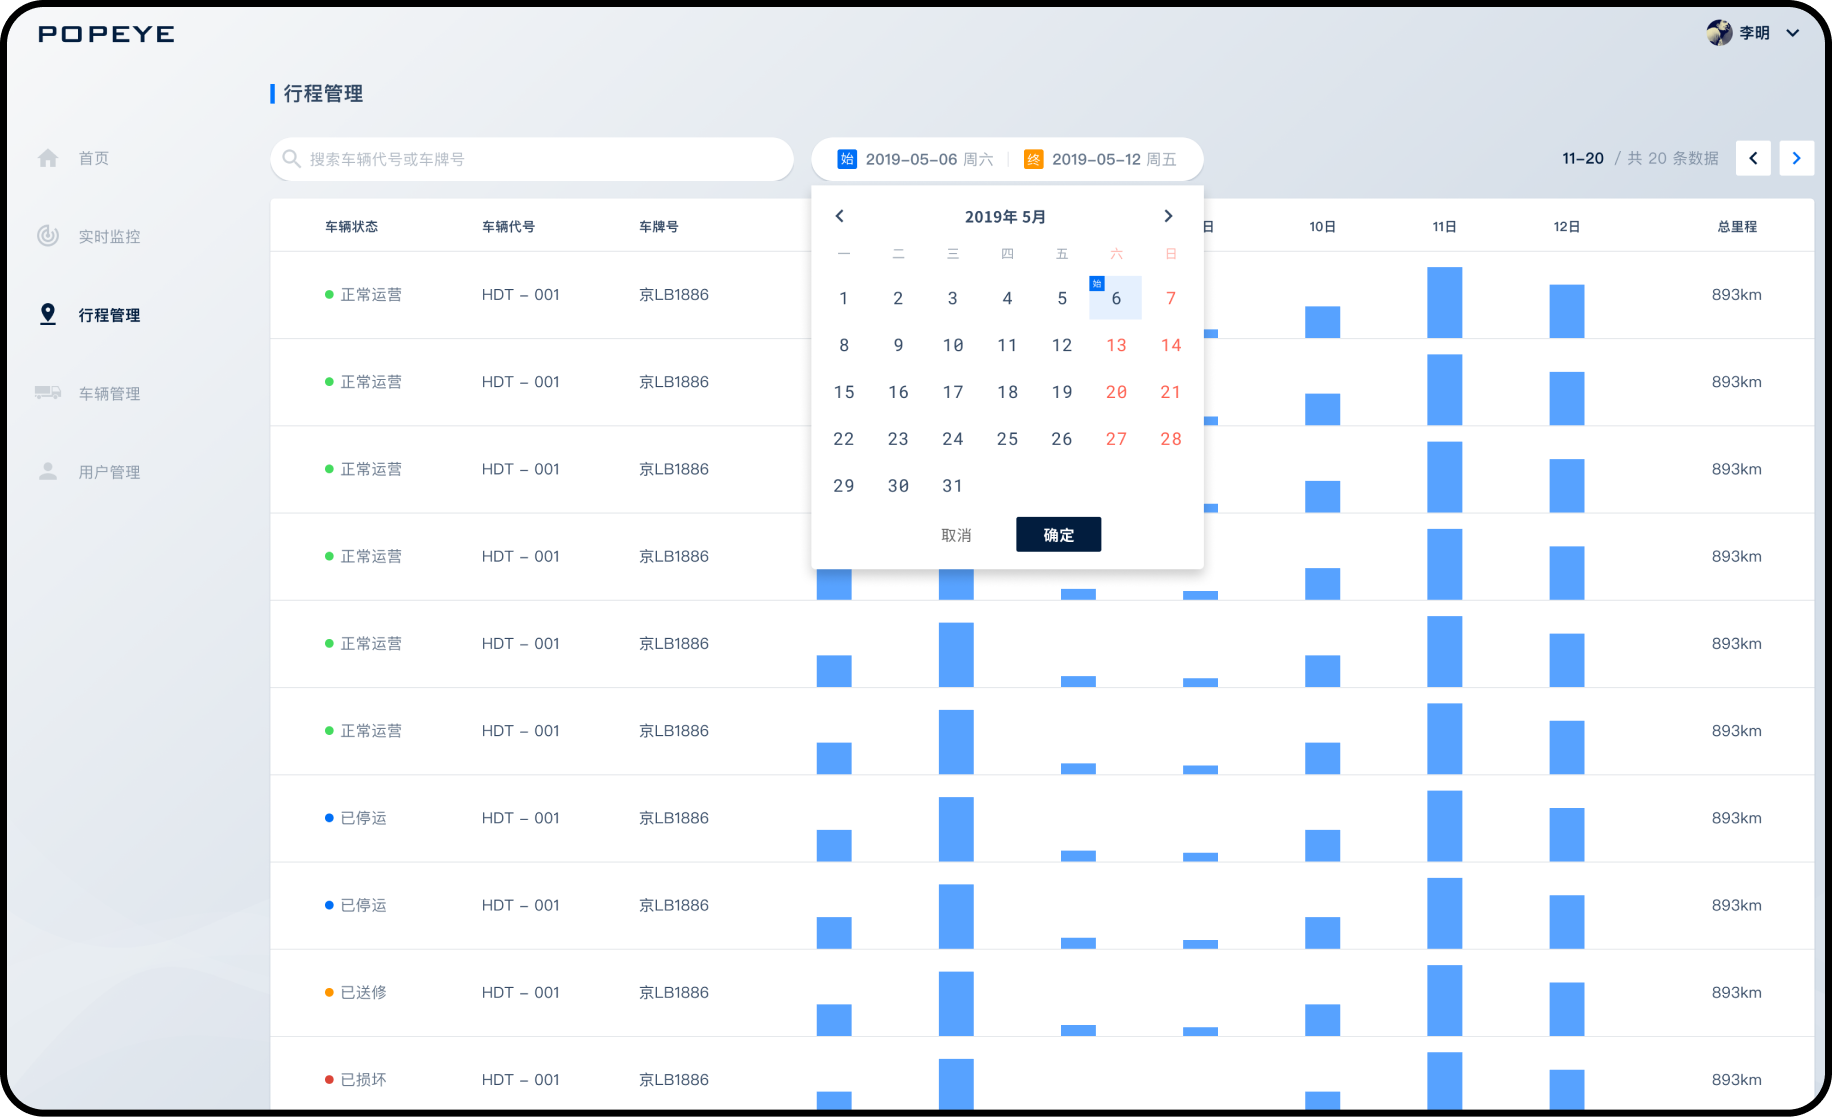 POPEYE
李明
行程管理
首页
实时监控
行程管理
车辆管理
用户管理
搜索车辆代号或车牌号
始 2019-05-06 周六 终 2019-05-12 周五
11-20 / 共 20 条数据
车辆状态 车辆代号 车牌号 日 10日 11日 12日 总里程
2019年 5月
一 二 三 四 五 六 日
始
1 2 3 4 5 6 7
8 9 10 11 12 13 14
15 16 17 18 19 20 21
22 23 24 25 26 27 28
29 30 31
取消 确定
正常运营 HDT - 001 京LB1886 893km
正常运营 HDT - 001 京LB1886 893km
正常运营 HDT - 001 京LB1886 893km
正常运营 HDT - 001 京LB1886 893km
正常运营 HDT - 001 京LB1886 893km
正常运营 HDT - 001 京LB1886 893km
已停运 HDT - 001 京LB1886 893km
已停运 HDT - 001 京LB1886 893km
已送修 HDT - 001 京LB1886 893km
已损坏 HDT - 001 京LB1886 893km